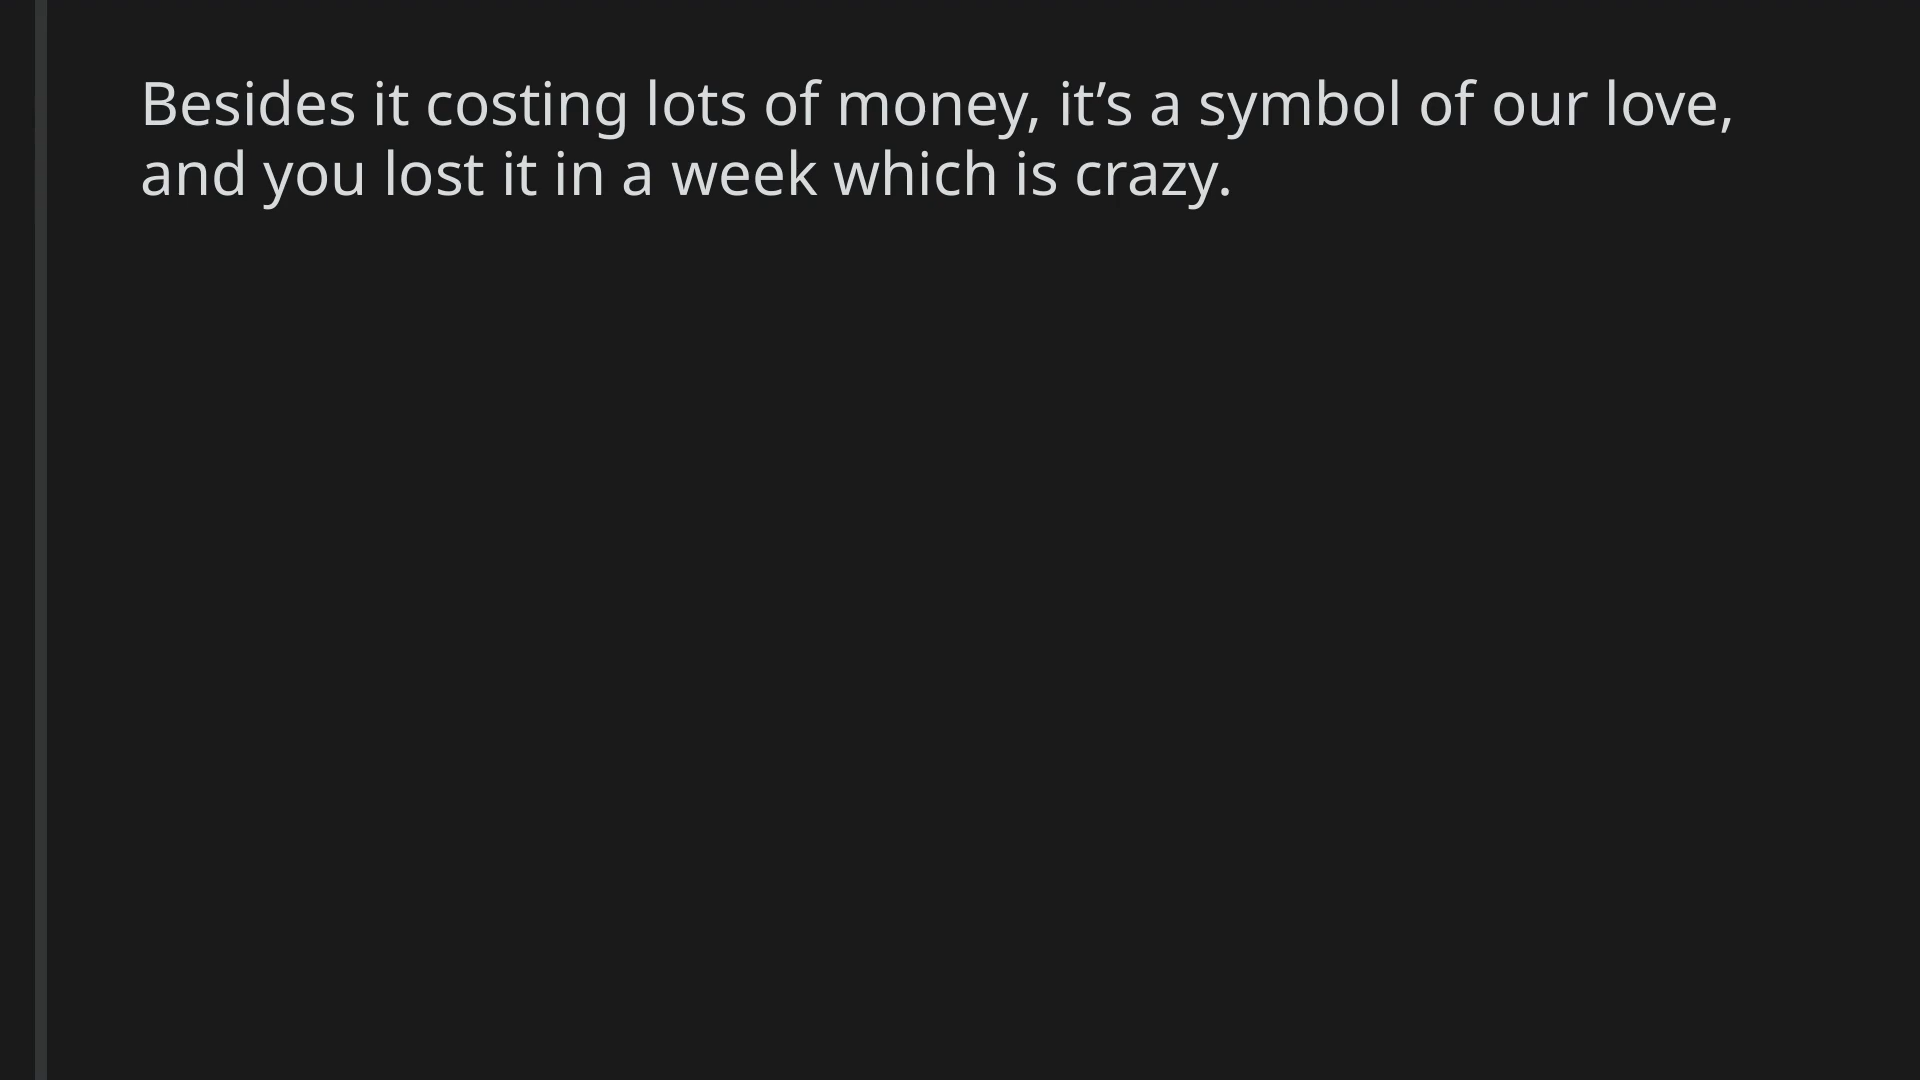 Besides it costing lots of money, it’s a symbol of our love,
and you lost it in a week which is crazy.